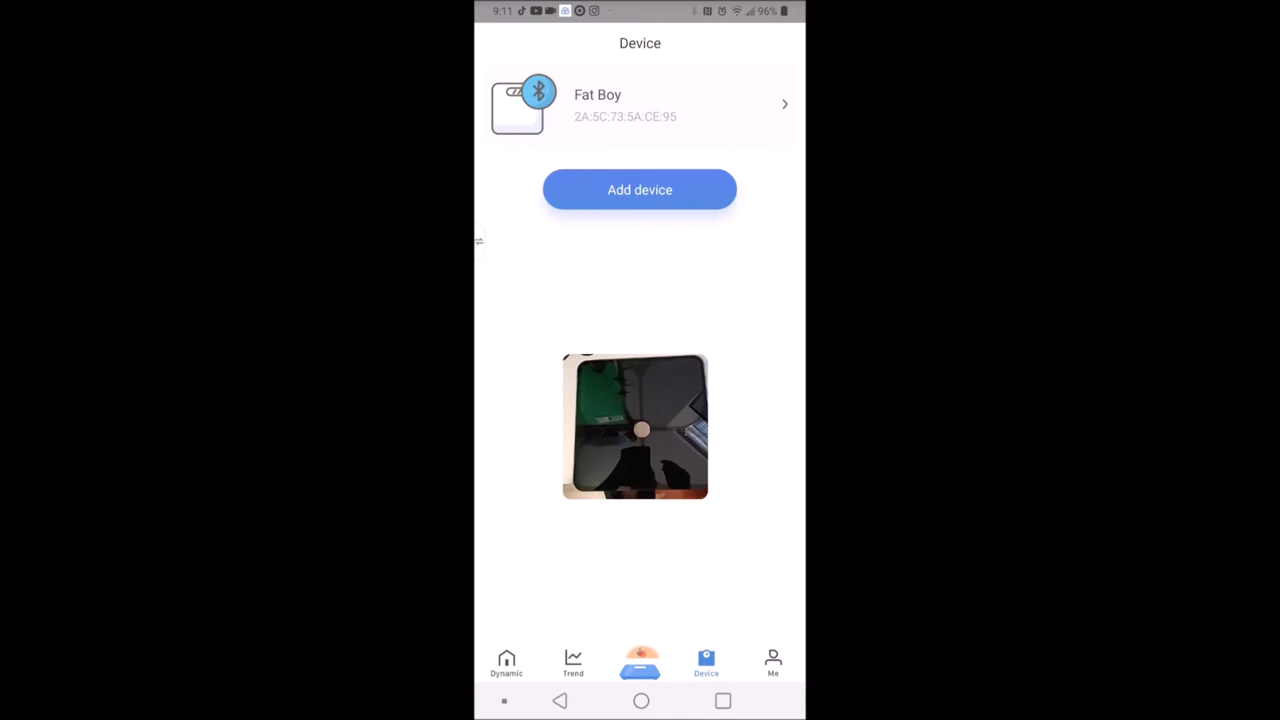 9:11
96%
Device
Fat Boy
2A:5C:73:5A:CE:95
Add device
Dynamic
Trend
Device
Me